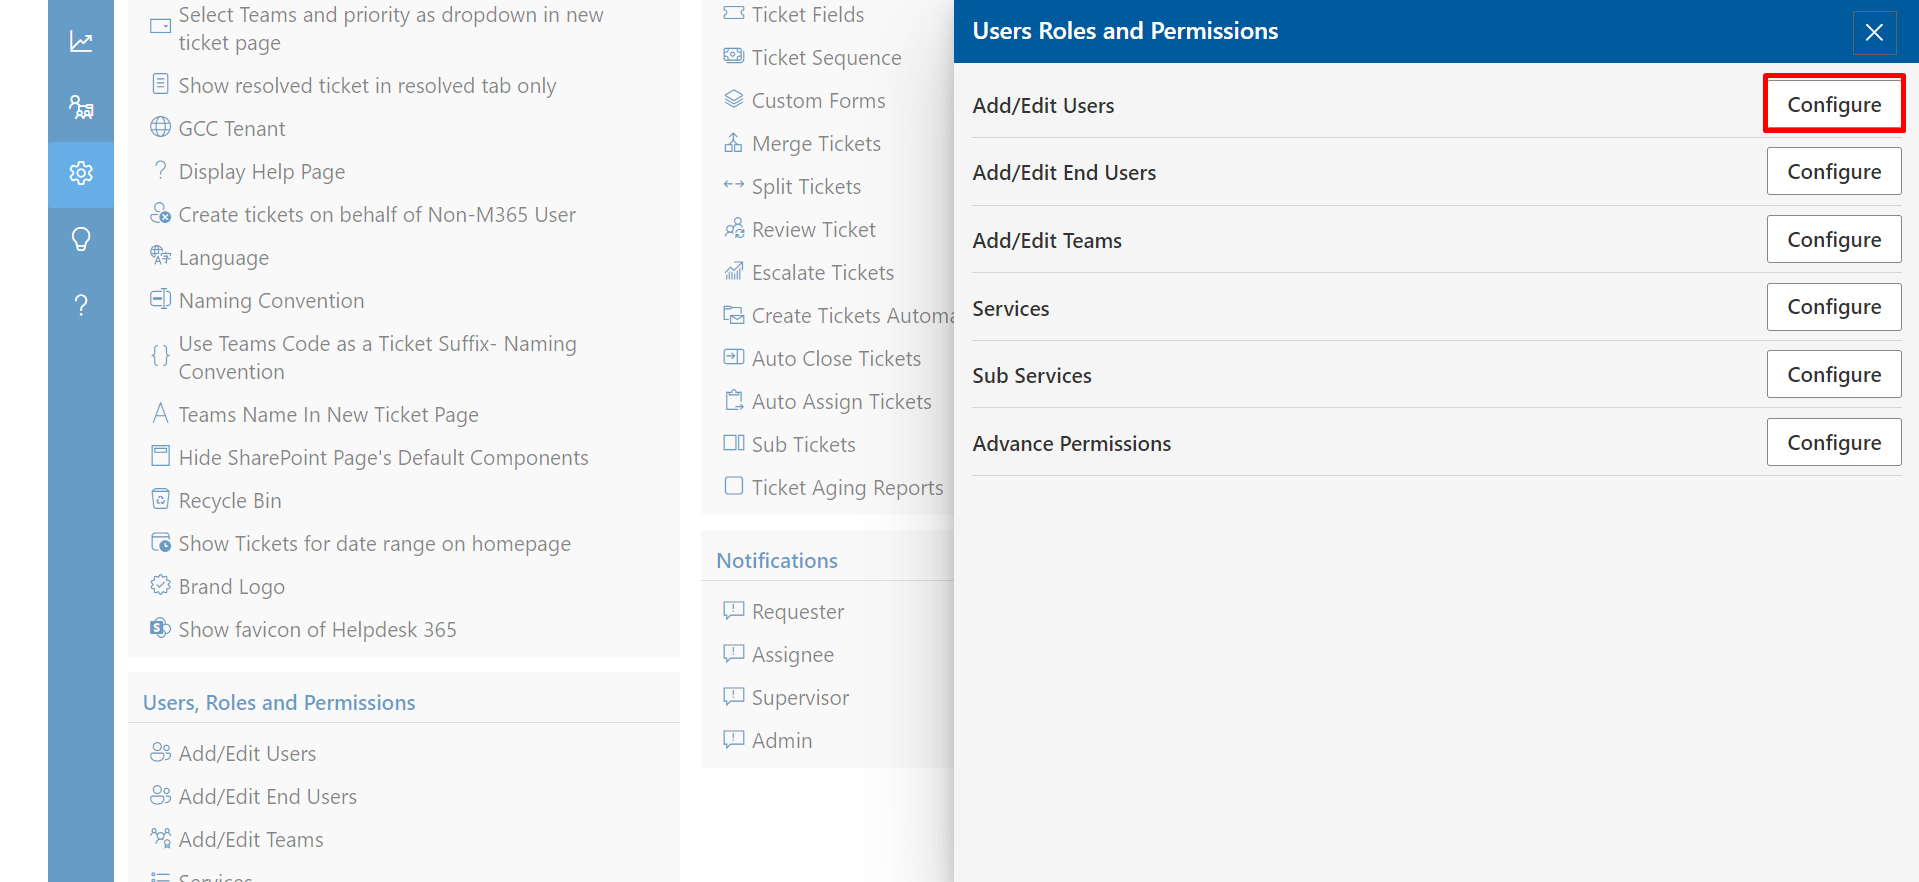 Select Teams and priority as dropdown in new
ticket page
Show resolved ticket in resolved tab only
GCC Tenant
Display Help Page
Create tickets on behalf of Non-M365 User
Language
Naming Convention
Use Teams Code as a Ticket Suffix- Naming
Convention
Teams Name In New Ticket Page
Hide SharePoint Page's Default Components
Recycle Bin
Show Tickets for date range on homepage
Brand Logo
Show favicon of Helpdesk 365
Users, Roles and Permissions
Add/Edit Users
Add/Edit End Users
Add/Edit Teams
Services
Ticket Fields
Ticket Sequence
Custom Forms
Merge Tickets
Split Tickets
Review Ticket
Escalate Tickets
Create Tickets Automa
Auto Close Tickets
Auto Assign Tickets
Sub Tickets
Ticket Aging Reports
Notifications
Requester
Assignee
Supervisor
Admin
Users Roles and Permissions
Add/Edit Users Configure
Add/Edit End Users Configure
Add/Edit Teams Configure
Services Configure
Sub Services Configure
Advance Permissions Configure